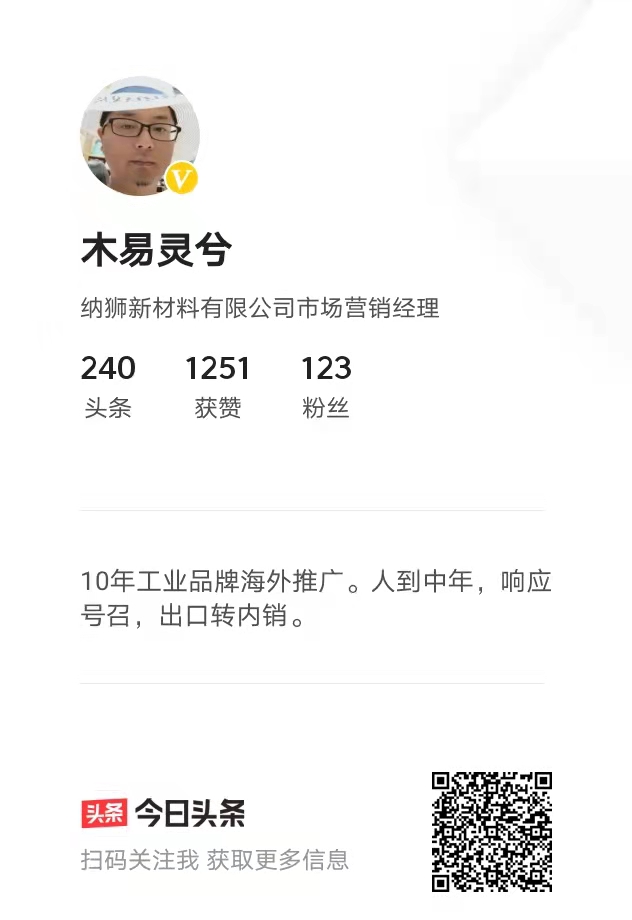 木易灵兮
纳狮新材料有限公司市场营销经理
240 1251 123
头条 获赞 粉丝
10年工业品牌海外推广。人到中年，响应
号召，出口转内销。
头条 今日头条
扫码关注我 获取更多信息